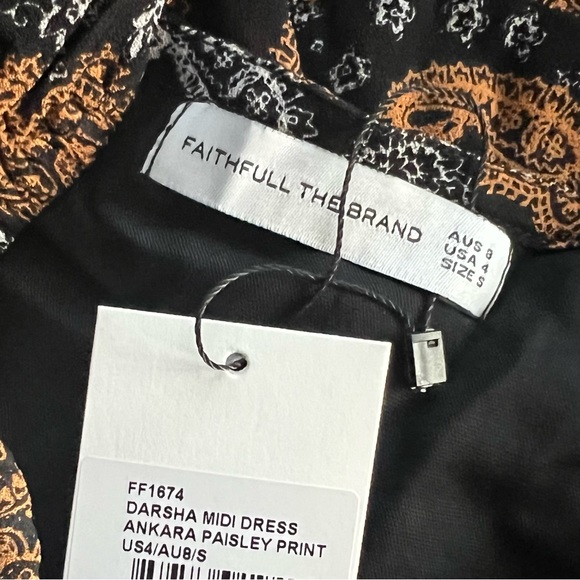 FAITHFULL THE BRAND
AUS 8
USA 4
SIZE S
FF1674
DARSHA MIDI DRESS
ANKARA PAISLEY PRINT
US4/AU8/S